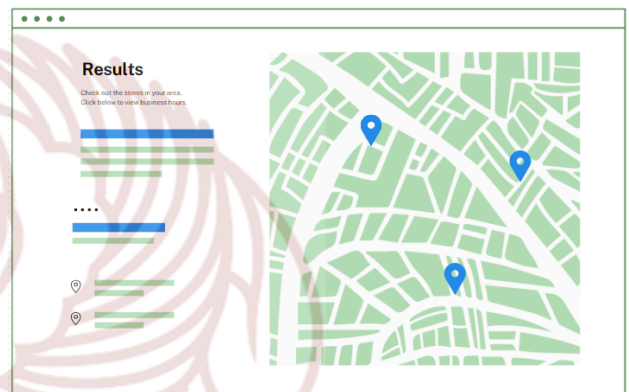 Results
Check out the stores in your area.
Click below to view business hours.